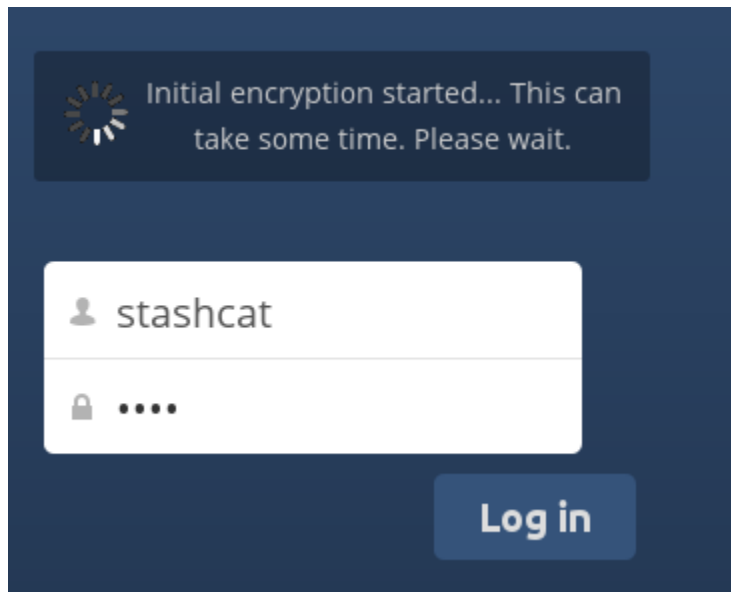 Initial encryption started... This can
take some time. Please wait.
stashcat
••••
Log in